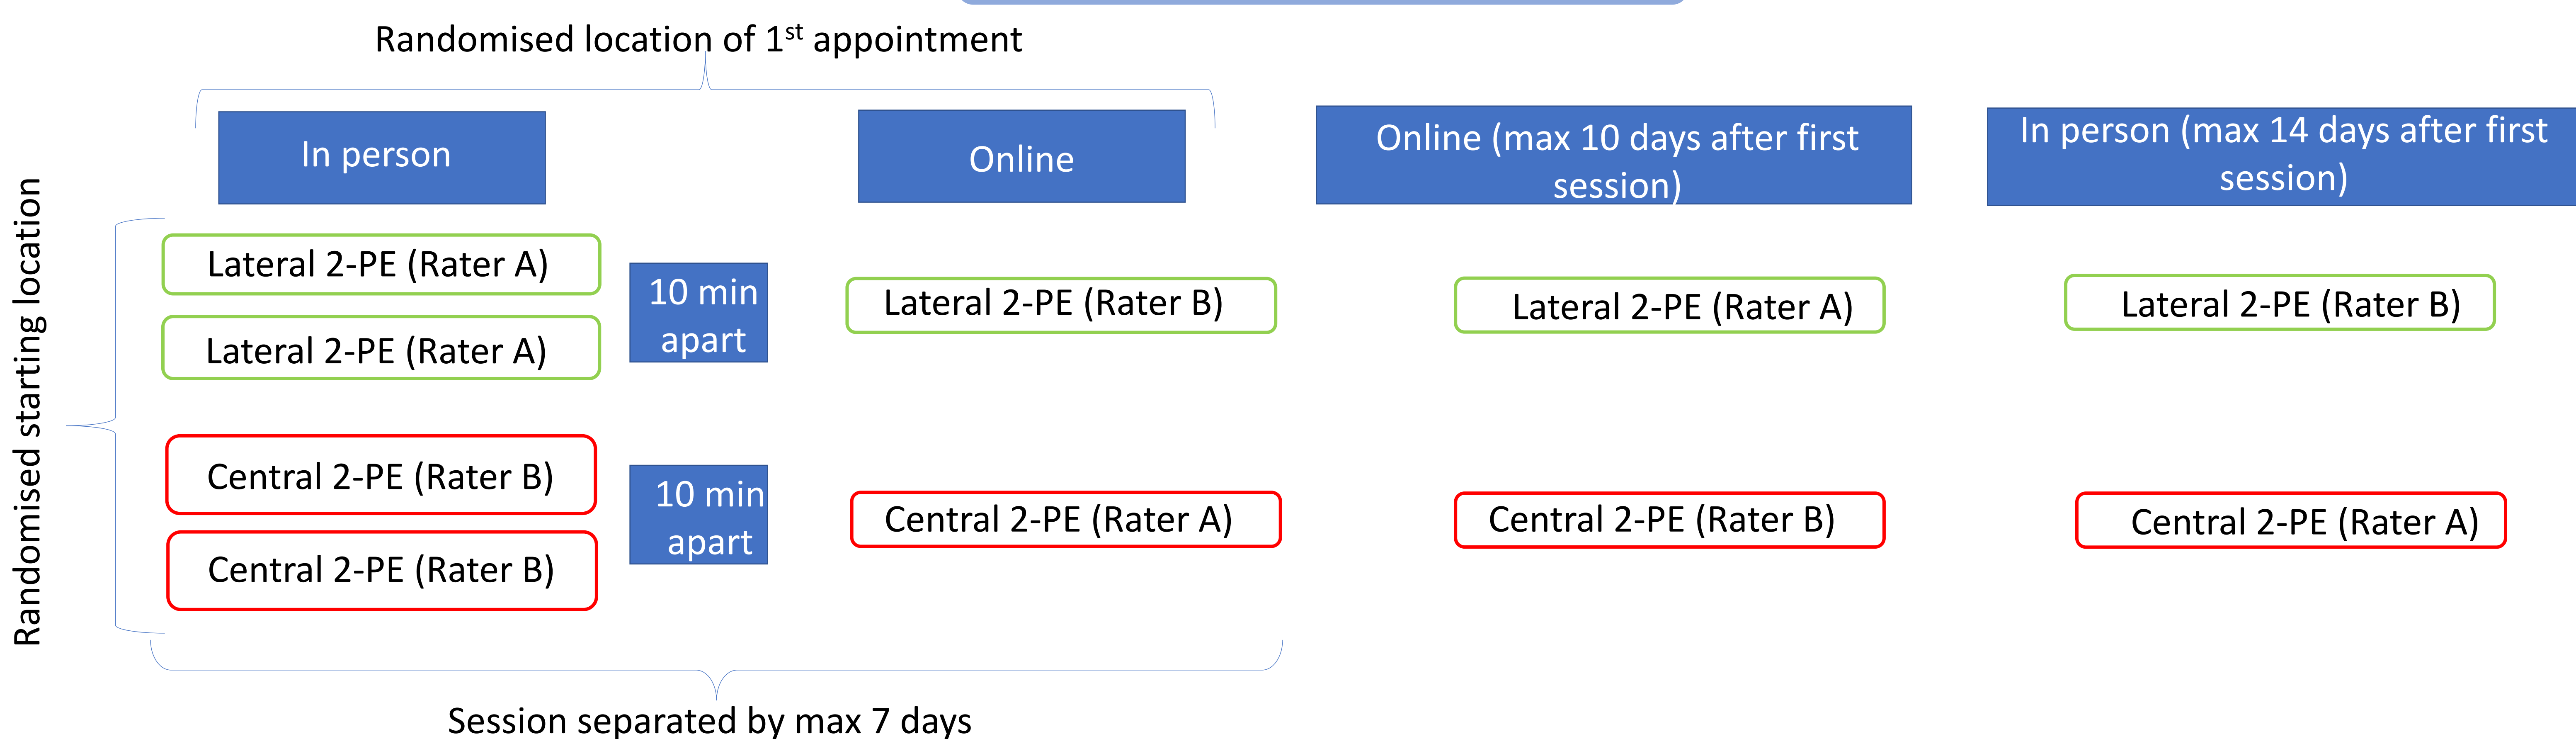 Randomised location of 1st appointment
In person
Online
Online (max 10 days after first
session)
In person (max 14 days after first
session)
Randomised starting location
Lateral 2-PE (Rater A)
Lateral 2-PE (Rater A)
10 min
apart
Lateral 2-PE (Rater B)
Lateral 2-PE (Rater A)
Lateral 2-PE (Rater B)
Central 2-PE (Rater B)
Central 2-PE (Rater B)
10 min
apart
Central 2-PE (Rater A)
Central 2-PE (Rater B)
Central 2-PE (Rater A)
Session separated by max 7 days